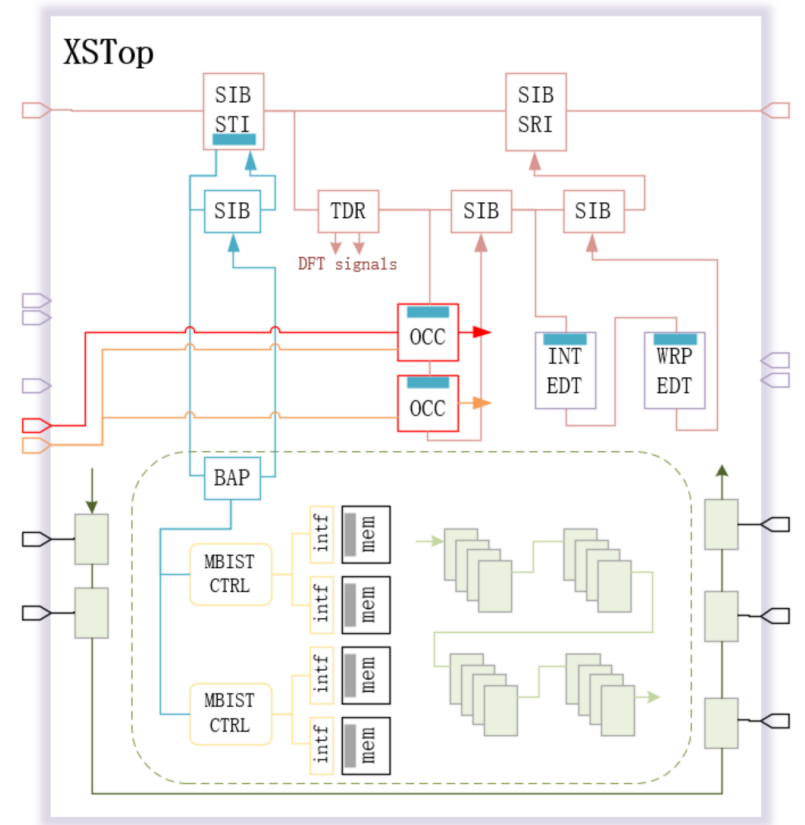 XSTop
SIB
STI
SIB
SRI
SIB
TDR
SIB
SIB
DFT signals
OCC
INT
EDT
WRP
EDT
OCC
BAP
intf
mem
MBIST
CTRL
intf
mem
intf
mem
MBIST
CTRL
intf
mem